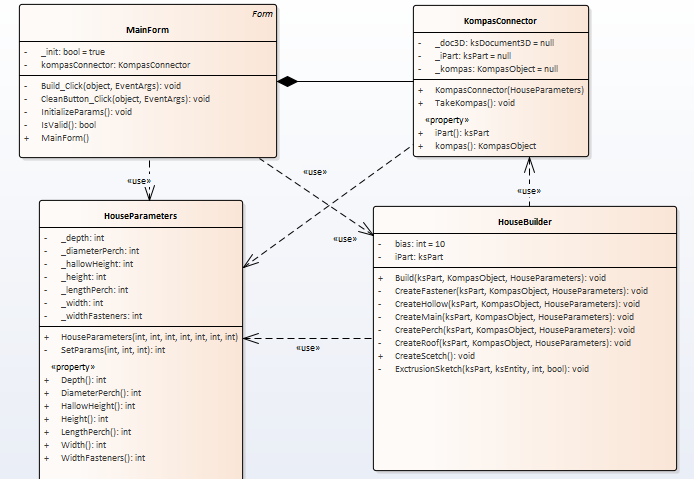 Form
MainForm
- _init: bool = true
- kompasConnector: KompasConnector
- Build_Click(object, EventArgs): void
- CleanButton_Click(object, EventArgs): void
- InitializeParams(): void
- IsValid(): bool
+ MainForm()
KompasConnector
- _doc3D: ksDocument3D = null
- _iPart: ksPart = null
- _kompas: KompasObject = null
+ KompasConnector(HouseParameters)
+ TakeKompas(): void
«property»
+ iPart(): ksPart
+ kompas(): KompasObject
«use»
«use»
«use»
«use»
«use»
HouseParameters
- _depth: int
- _diameterPerch: int
- _hallowHeight: int
- _height: int
- _lengthPerch: int
- _width: int
- _widthFasteners: int
+ HouseParameters(int, int, int, int, int, int, int)
- SetParams(int, int, int): int
«property»
+ Depth(): int
+ DiameterPerch(): int
+ HallowHeight(): int
+ Height(): int
+ LengthPerch(): int
+ Width(): int
+ WidthFasteners(): int
HouseBuilder
- bias: int = 10
- iPart: ksPart
+ Build(ksPart, KompasObject, HouseParameters): void
- CreateFastener(ksPart, KompasObject, HouseParameters): void
- CreateHollow(ksPart, KompasObject, HouseParameters): void
- CreateMain(ksPart, KompasObject, HouseParameters): void
- CreatePerch(ksPart, KompasObject, HouseParameters): void
- CreateRoof(ksPart, KompasObject, HouseParameters): void
+ CreateScetch(): void
- ExctrusionSketch(ksPart, ksEntity, int, bool): void